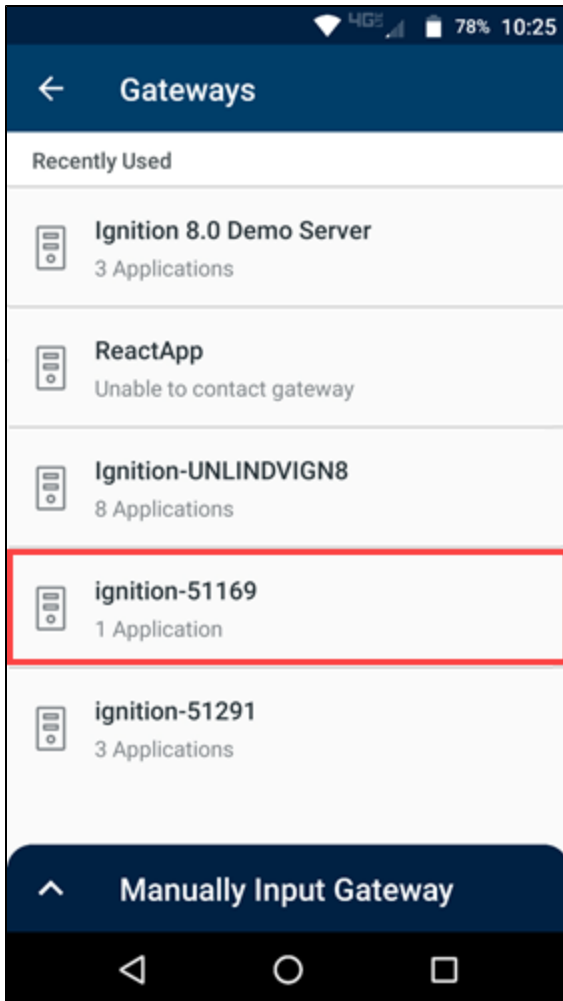 4G 78% 10:25
Gateways
Recently Used
Ignition 8.0 Demo Server
3 Applications
ReactApp
Unable to contact gateway
Ignition-UNLINDVIGN8
8 Applications
ignition-51169
1 Application
ignition-51291
3 Applications
Manually Input Gateway